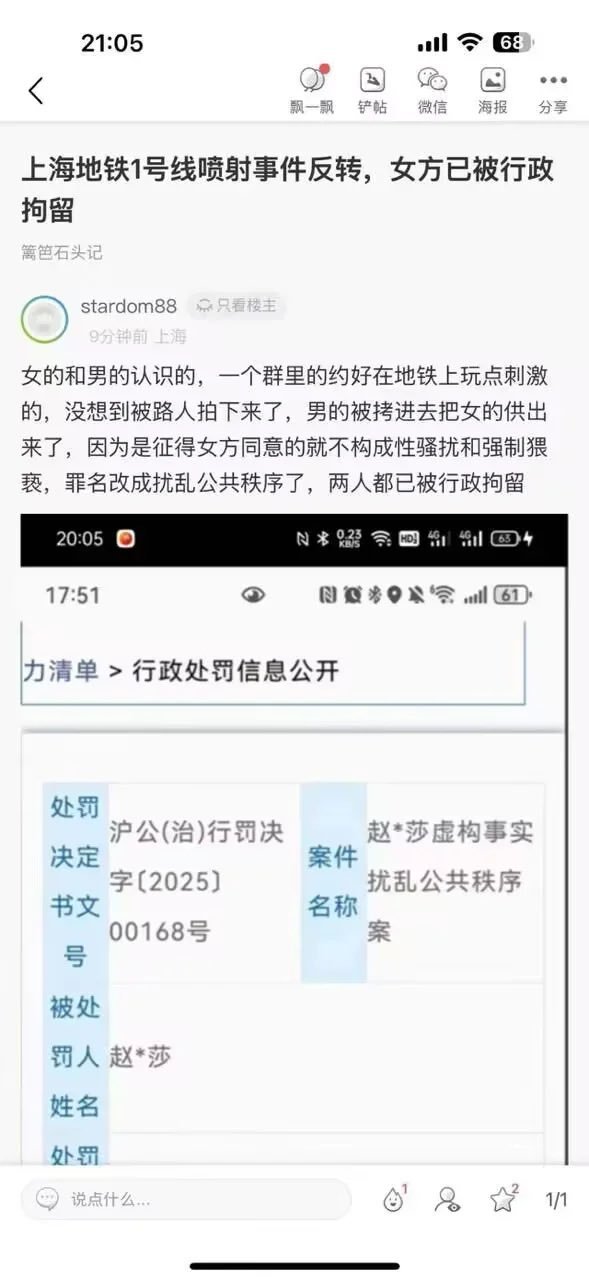 21:05
68
飘一飘
铲帖
微信
海报
分享
上海地铁1号线喷射事件反转，女方已被行政
拘留
篱笆石头记
stardom88
只看楼主
9分钟前 上海
女的和男的认识的，一个群里的约好在地铁上玩点刺激
的，没想到被路人拍下来了，男的被拷进去把女的供出
来了，因为是征得女方同意的就不构成性骚扰和强制猥
亵，罪名改成扰乱公共秩序了，两人都已被行政拘留
20:05
0.23
KB/S
HD
4G
4G
63
17:51
6
61
力清单 > 行政处罚信息公开
处罚
决定
书文
号
沪公(治)行罚决
字〔2025〕
00168号
案件
名称
赵*莎虚构事实
扰乱公共秩序
案
被处
罚人
姓名
赵*莎
处罚
说点什么...
1
2
1/1